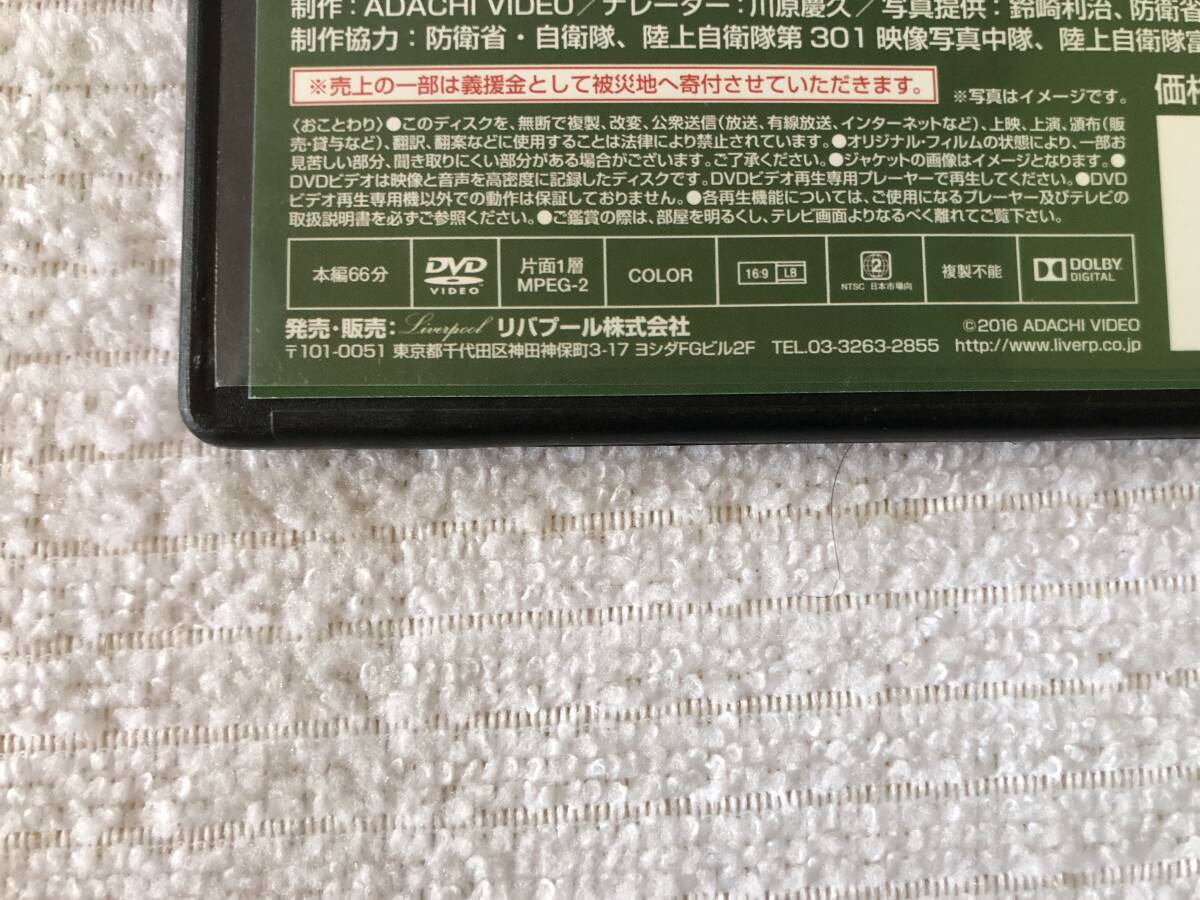 制作：ADACHI VIDEO／ナレーター：川原慶久／写真提供：鈴崎利治、防衛省
制作協力：防衛省・自衛隊、陸上自衛隊第301映像写真中隊、陸上自衛隊富
※売上の一部は義援金として被災地へ寄付させていただきます。
※写真はイメージです。
価格
〈おことわり〉●このディスクを、無断で複製、改変、公衆送信（放送、有線放送、インターネットなど）、上映、上演、頒布（販
売・貸与など）、翻訳、翻案などに使用することは法律により禁止されています。●オリジナル・フィルムの状態により、一部お
見苦しい部分、聞き取りにくい部分がある場合がございます。ご了承ください。●ジャケットの画像はイメージとなります。●
DVDビデオは映像と音声を高密度に記録したディスクです。DVDビデオ再生専用プレーヤーで再生してください。●DVD
ビデオ再生専用機以外での動作は保証しておりません。●各再生機能については、ご使用になるプレーヤー及びテレビの
取扱説明書を必ずご参照ください。●ご鑑賞の際は、部屋を明るくし、テレビ画面よりなるべく離れてご覧下さい。
本編66分
DVD
VIDEO
片面1層
MPEG-2
COLOR
16:9 LB
2
NTSC 日本市場向
複製不能
DOLBY
DIGITAL
発売・販売：Liverpool リバプール株式会社
©2016 ADACHI VIDEO
〒101-0051 東京都千代田区神田神保町3-17 ヨシダFGビル2F TEL.03-3263-2855 http://www.liverp.co.jp